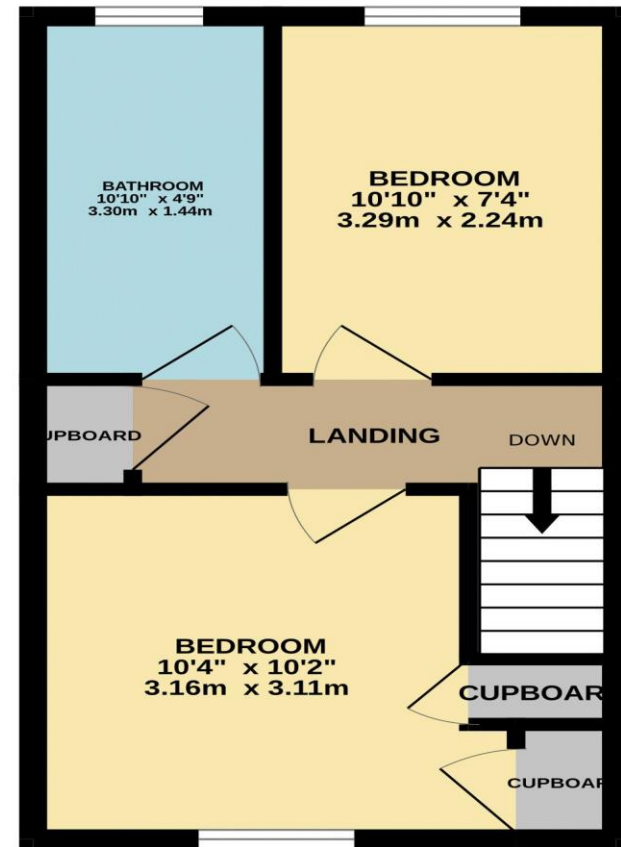 BATHROOM
10'10" x 4'9"
3.30m x 1.44m
BEDROOM
10'10" x 7'4"
3.29m x 2.24m
UPBOARD
LANDING
DOWN
BEDROOM
10'4" x 10'2"
3.16m x 3.11m
CUPBOAR
CUPBOAR